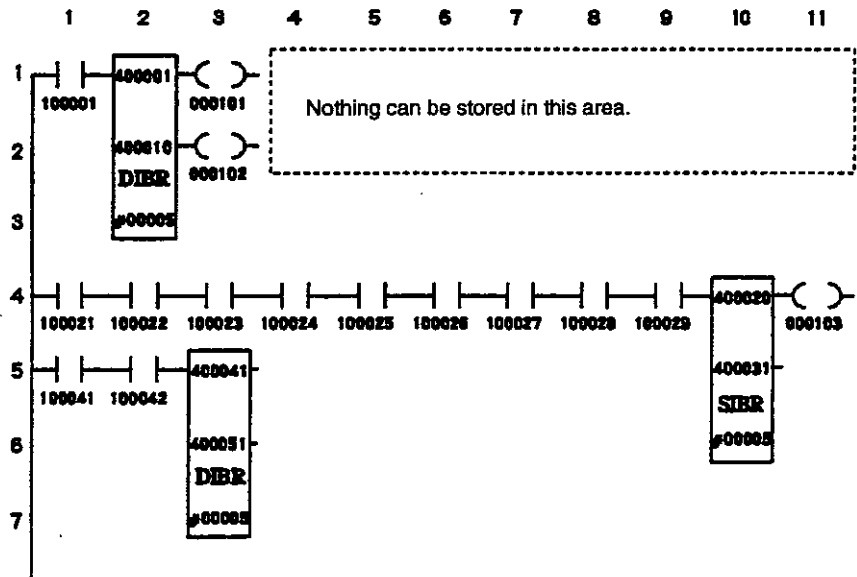 1 2 3 4 5 6 7 8 9 10 11
1 400001
100001 000101
Nothing can be stored in this area.
2 400010
DIBR 000102
3 #00005
4 400020
100021 100022 100023 100024 100025 100026 100027 100028 100029 000103
5 400041 400031
100041 100042 SIBR
6 400051 #00005
DIBR
7 #00005